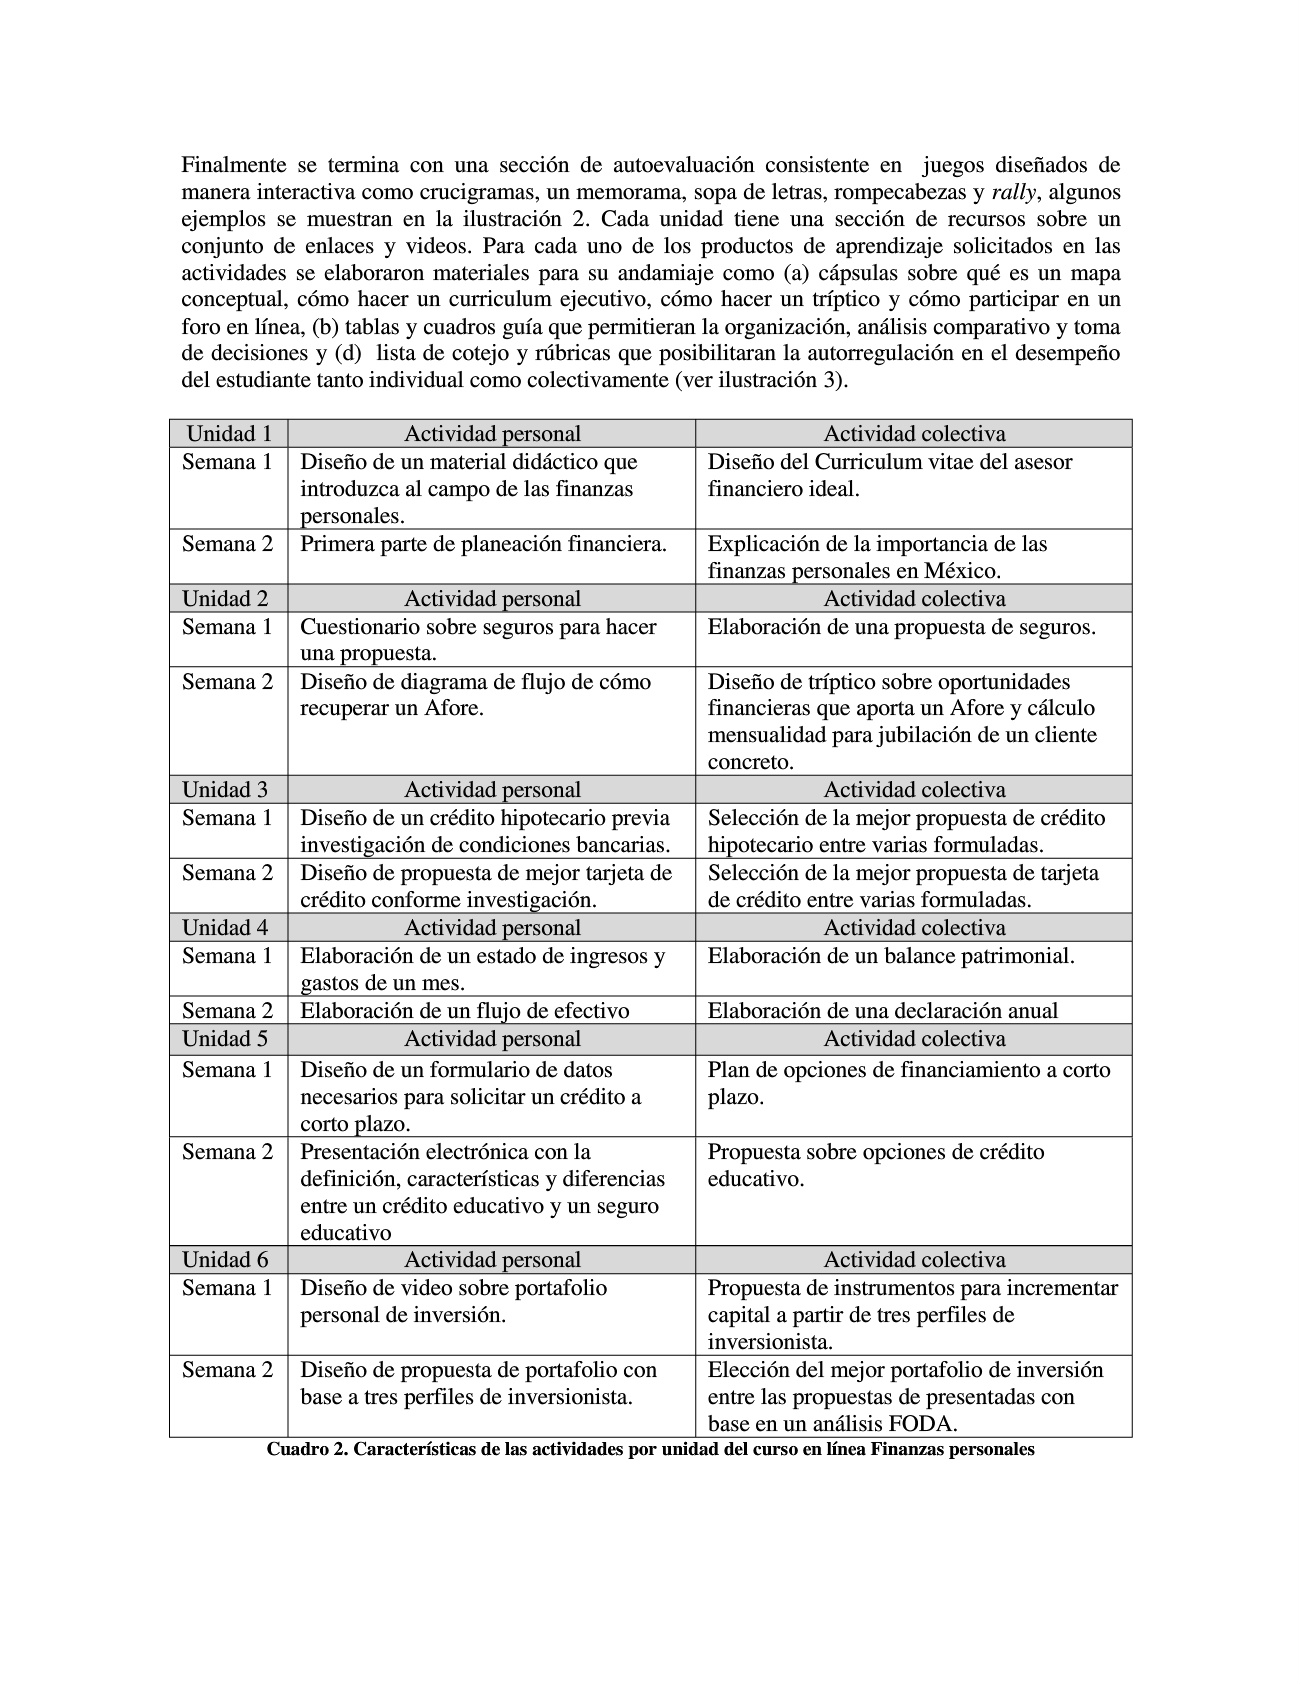 Finalmente se termina con una sección de autoevaluación consistente en juegos diseñados de
manera interactiva como crucigramas, un memorama, sopa de letras, rompecabezas y rally, algunos
ejemplos se muestran en la ilustración 2. Cada unidad tiene una sección de recursos sobre un
conjunto de enlaces y videos. Para cada uno de los productos de aprendizaje solicitados en las
actividades se elaboraron materiales para su andamiaje como (a) cápsulas sobre qué es un mapa
conceptual, cómo hacer un curriculum ejecutivo, cómo hacer un tríptico y cómo participar en un
foro en línea, (b) tablas y cuadros guía que permitieran la organización, análisis comparativo y toma
de decisiones y (d) lista de cotejo y rúbricas que posibilitaran la autorregulación en el desempeño
del estudiante tanto individual como colectivamente (ver ilustración 3).
Unidad 1 Actividad personal Actividad colectiva
Semana 1 Diseño de un material didáctico que Diseño del Curriculum vitae del asesor
introduzca al campo de las finanzas financiero ideal.
personales.
Semana 2 Primera parte de planeación financiera. Explicación de la importancia de las
finanzas personales en México.
Unidad 2 Actividad personal Actividad colectiva
Semana 1 Cuestionario sobre seguros para hacer Elaboración de una propuesta de seguros.
una propuesta.
Semana 2 Diseño de diagrama de flujo de cómo Diseño de tríptico sobre oportunidades
recuperar un Afore. financieras que aporta un Afore y cálculo
mensualidad para jubilación de un cliente
concreto.
Unidad 3 Actividad personal Actividad colectiva
Semana 1 Diseño de un crédito hipotecario previa Selección de la mejor propuesta de crédito
investigación de condiciones bancarias. hipotecario entre varias formuladas.
Semana 2 Diseño de propuesta de mejor tarjeta de Selección de la mejor propuesta de tarjeta
crédito conforme investigación. de crédito entre varias formuladas.
Unidad 4 Actividad personal Actividad colectiva
Semana 1 Elaboración de un estado de ingresos y Elaboración de un balance patrimonial.
gastos de un mes.
Semana 2 Elaboración de un flujo de efectivo Elaboración de una declaración anual
Unidad 5 Actividad personal Actividad colectiva
Semana 1 Diseño de un formulario de datos Plan de opciones de financiamiento a corto
necesarios para solicitar un crédito a plazo.
corto plazo.
Semana 2 Presentación electrónica con la Propuesta sobre opciones de crédito
definición, características y diferencias educativo.
entre un crédito educativo y un seguro
educativo
Unidad 6 Actividad personal Actividad colectiva
Semana 1 Diseño de video sobre portafolio Propuesta de instrumentos para incrementar
personal de inversión. capital a partir de tres perfiles de
inversionista.
Semana 2 Diseño de propuesta de portafolio con Elección del mejor portafolio de inversión
base a tres perfiles de inversionista. entre las propuestas de presentadas con
base en un análisis FODA.
Cuadro 2. Características de las actividades por unidad del curso en línea Finanzas personales